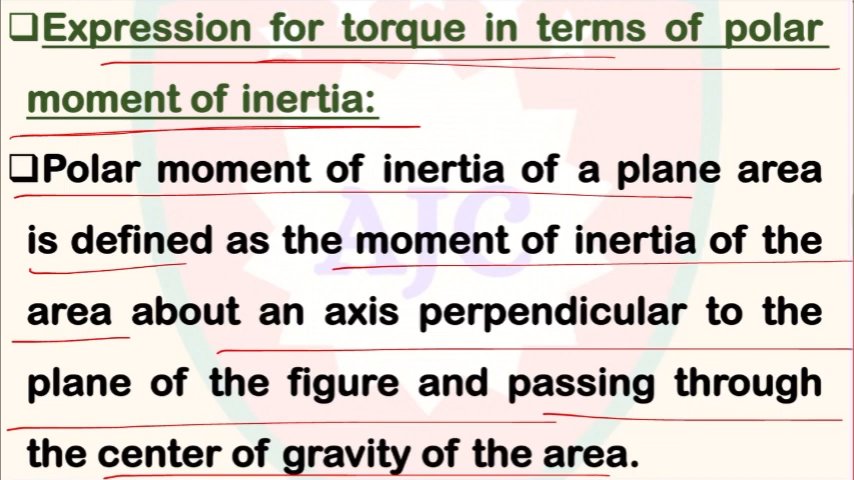 ❑Expression for torque in terms of polar
moment of inertia:
❑Polar moment of inertia of a plane area
is defined as the moment of inertia of the
area about an axis perpendicular to the
plane of the figure and passing through
the center of gravity of the area.
AJC